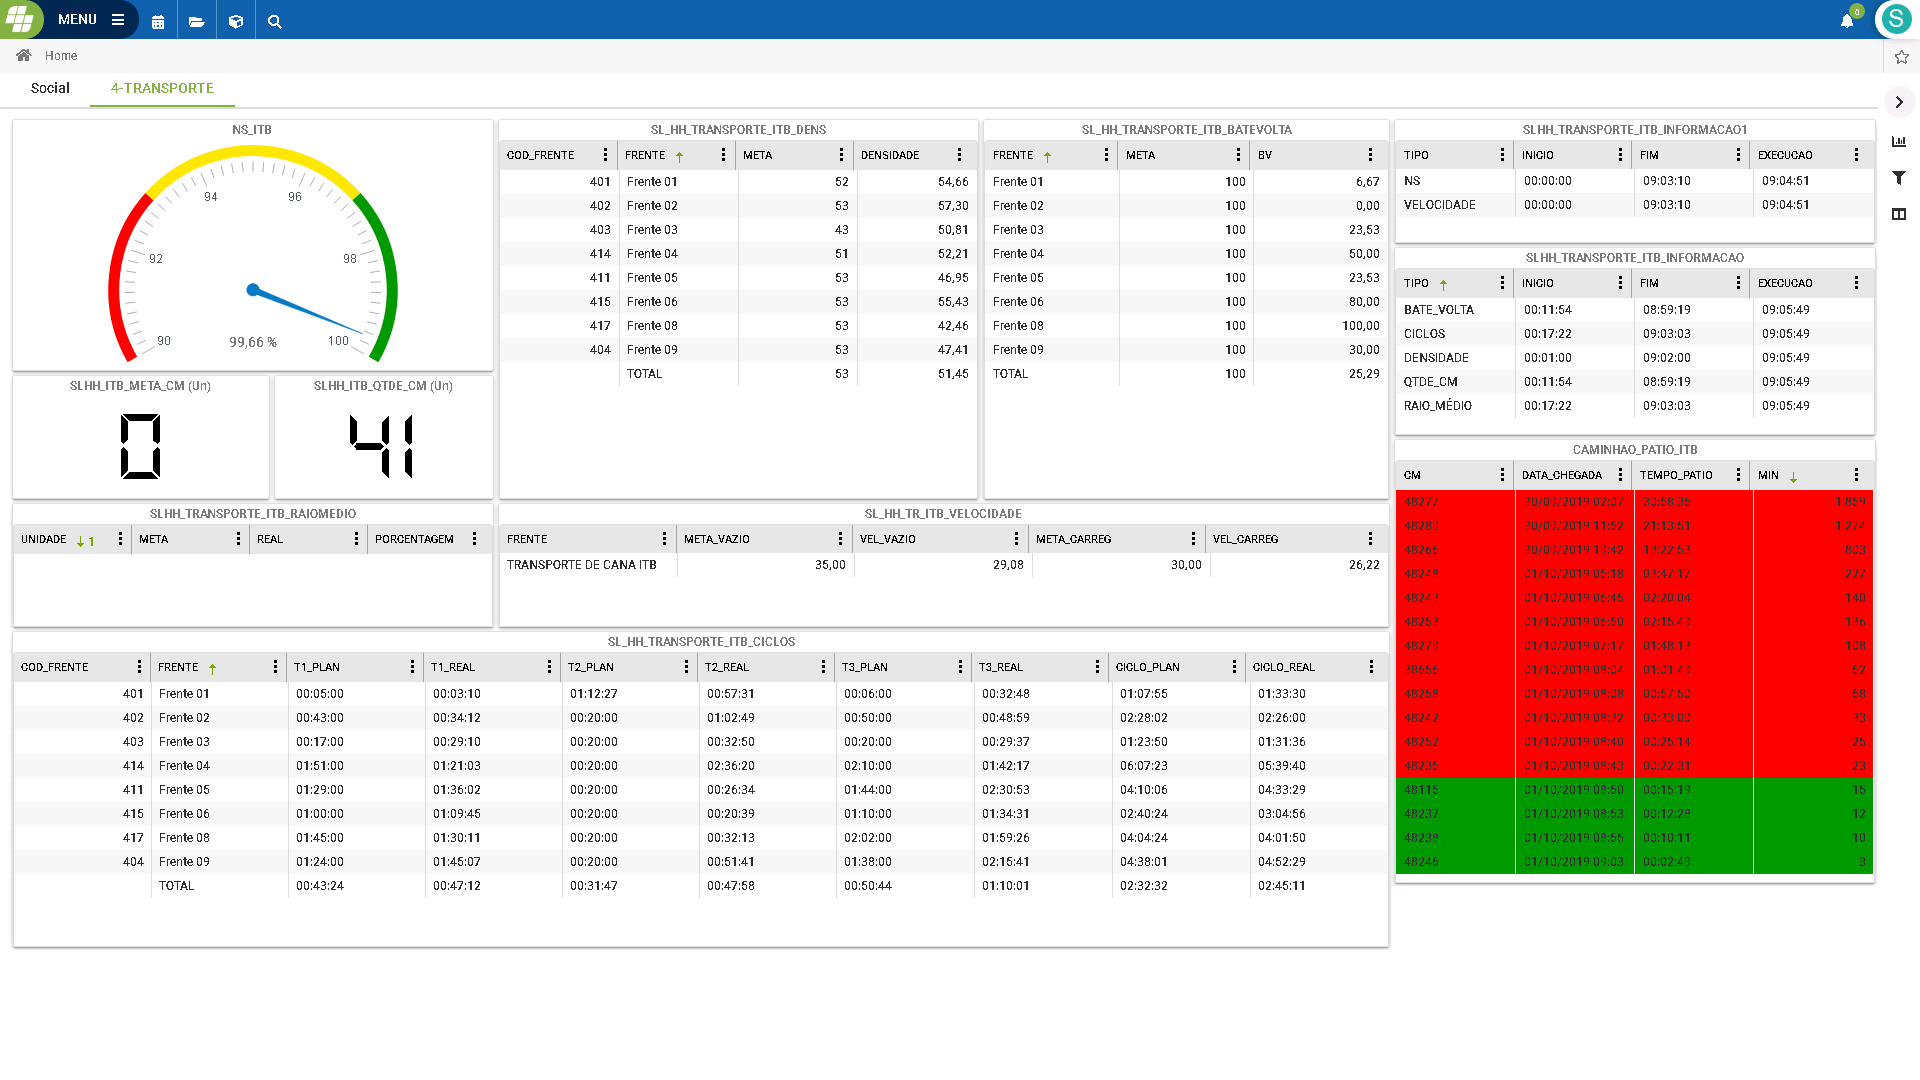 MENU
0
S
Home
Social 4-TRANSPORTE
NS_ITB
94 96
92 98
90 99,66 % 100
SLHH_ITB_META_CM (Un)
0
SLHH_ITB_QTDE_CM (Un)
41
SL_HH_TRANSPORTE_ITB_DENS
COD_FRENTE FRENTE META DENSIDADE
401 Frente 01 52 54,66
402 Frente 02 53 57,30
403 Frente 03 43 50,81
414 Frente 04 51 52,21
411 Frente 05 53 46,95
415 Frente 06 53 55,43
417 Frente 08 53 42,46
404 Frente 09 53 47,41
TOTAL 53 51,45
SL_HH_TRANSPORTE_ITB_BATEVOLTA
FRENTE META BV
Frente 01 100 6,67
Frente 02 100 0,00
Frente 03 100 23,53
Frente 04 100 50,00
Frente 05 100 23,53
Frente 06 100 80,00
Frente 08 100 100,00
Frente 09 100 30,00
TOTAL 100 25,29
SLHH_TRANSPORTE_ITB_INFORMACAO1
TIPO INICIO FIM EXECUCAO
NS 00:00:00 09:03:10 09:04:51
VELOCIDADE 00:00:00 09:03:10 09:04:51
SLHH_TRANSPORTE_ITB_INFORMACAO
TIPO INICIO FIM EXECUCAO
BATE_VOLTA 00:11:54 08:59:19 09:05:49
CICLOS 00:17:22 09:03:03 09:05:49
DENSIDADE 00:01:00 09:02:00 09:05:49
QTDE_CM 00:11:54 08:59:19 09:05:49
RAIO_MÉDIO 00:17:22 09:03:03 09:05:49
SLHH_TRANSPORTE_ITB_RAIOMEDIO
UNIDADE 1 META REAL PORCENTAGEM
SL_HH_TR_ITB_VELOCIDADE
FRENTE META_VAZIO VEL_VAZIO META_CARREG VEL_CARREG
TRANSPORTE DE CANA ITB 35,00 29,08 30,00 26,22
SL_HH_TRANSPORTE_ITB_CICLOS
COD_FRENTE FRENTE T1_PLAN T1_REAL T2_PLAN T2_REAL T3_PLAN T3_REAL CICLO_PLAN CICLO_REAL
401 Frente 01 00:05:00 00:03:10 01:12:27 00:57:31 00:06:00 00:32:48 01:07:55 01:33:30
402 Frente 02 00:43:00 00:34:12 00:20:00 01:02:49 00:50:00 00:48:59 02:28:02 02:26:00
403 Frente 03 00:17:00 00:29:10 00:20:00 00:32:50 00:20:00 00:29:37 01:23:50 01:31:36
414 Frente 04 01:51:00 01:21:03 00:20:00 02:36:20 02:10:00 01:42:17 06:07:23 05:39:40
411 Frente 05 01:29:00 01:36:02 00:20:00 00:26:34 01:44:00 02:30:53 04:10:06 04:33:29
415 Frente 06 01:00:00 01:09:45 00:20:00 00:20:39 01:10:00 01:34:31 02:40:24 03:04:56
417 Frente 08 01:45:00 01:30:11 00:20:00 00:32:13 02:02:00 01:59:26 04:04:24 04:01:50
404 Frente 09 01:24:00 01:45:07 00:20:00 00:51:41 01:38:00 02:15:41 04:38:01 04:52:29
TOTAL 00:43:24 00:47:12 00:31:47 00:47:58 00:50:44 01:10:01 02:32:32 02:45:11
CAMINHAO_PATIO_ITB
CM DATA_CHEGADA TEMPO_PATIO MIN
48277 30/09/2019 02:07 30:58:36 1.859
48289 30/09/2019 11:52 21:13:51 1.274
48266 30/09/2019 19:42 13:22:53 803
48248 01/10/2019 05:18 03:47:17 227
48243 01/10/2019 06:45 02:20:04 140
48253 01/10/2019 06:50 02:15:43 136
48279 01/10/2019 07:17 01:48:13 108
38656 01/10/2019 08:04 01:01:49 62
48258 01/10/2019 08:08 00:57:50 58
48242 01/10/2019 08:32 00:33:00 33
48252 01/10/2019 08:40 00:25:14 25
48235 01/10/2019 08:43 00:22:31 23
48115 01/10/2019 08:50 00:15:19 15
48237 01/10/2019 08:53 00:12:28 12
48238 01/10/2019 08:55 00:10:11 10
48246 01/10/2019 09:03 00:02:49 3